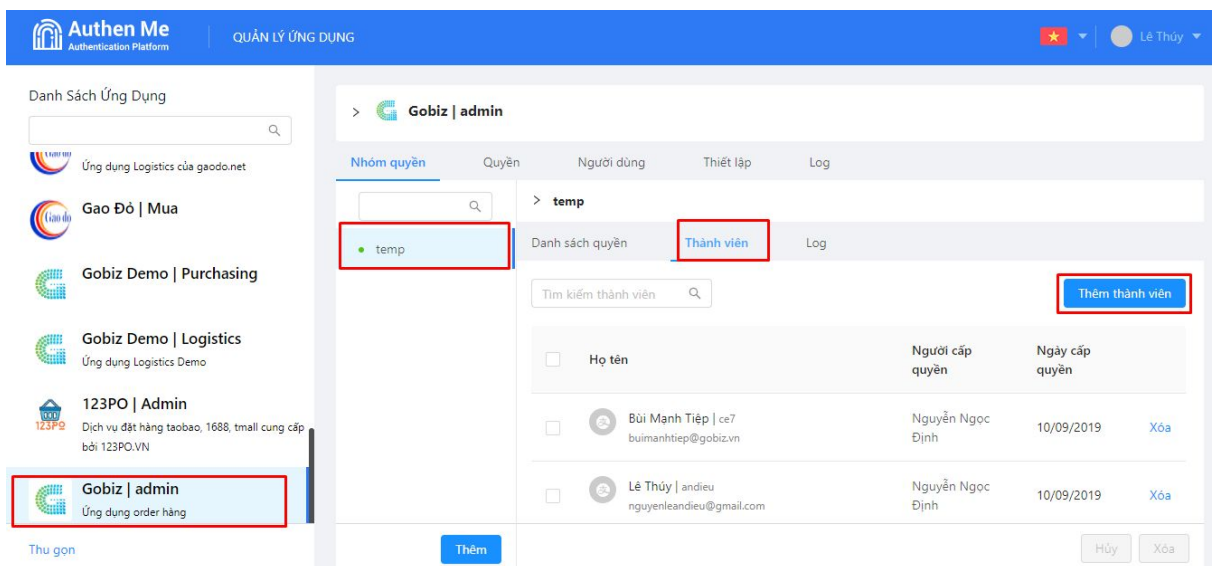 Authen Me
Authentication Platform
QUẢN LÝ ỨNG DỤNG
Lê Thúy
Danh Sách Ứng Dụng
Ứng dụng Logistics của gaodo.net
Gao Đỏ | Mua
Gobiz Demo | Purchasing
Gobiz Demo | Logistics
Ứng dụng Logistics Demo
123PO | Admin
Dịch vụ đặt hàng taobao, 1688, tmall cung cấp
bởi 123PO.VN
Gobiz | admin
Ứng dụng order hàng
Thu gọn
> Gobiz | admin
Nhóm quyền Quyền Người dùng Thiết lập Log
temp
Thêm
> temp
Danh sách quyền Thành viên Log
Tìm kiếm thành viên
Thêm thành viên
Họ tên Người cấp quyền Ngày cấp quyền
Bùi Mạnh Tiệp | ce7
buimanhtiep@gobiz.vn
Nguyễn Ngọc Định 10/09/2019 Xóa
Lê Thúy | andieu
nguyenleandieu@gmail.com
Nguyễn Ngọc Định 10/09/2019 Xóa
Hủy Xóa